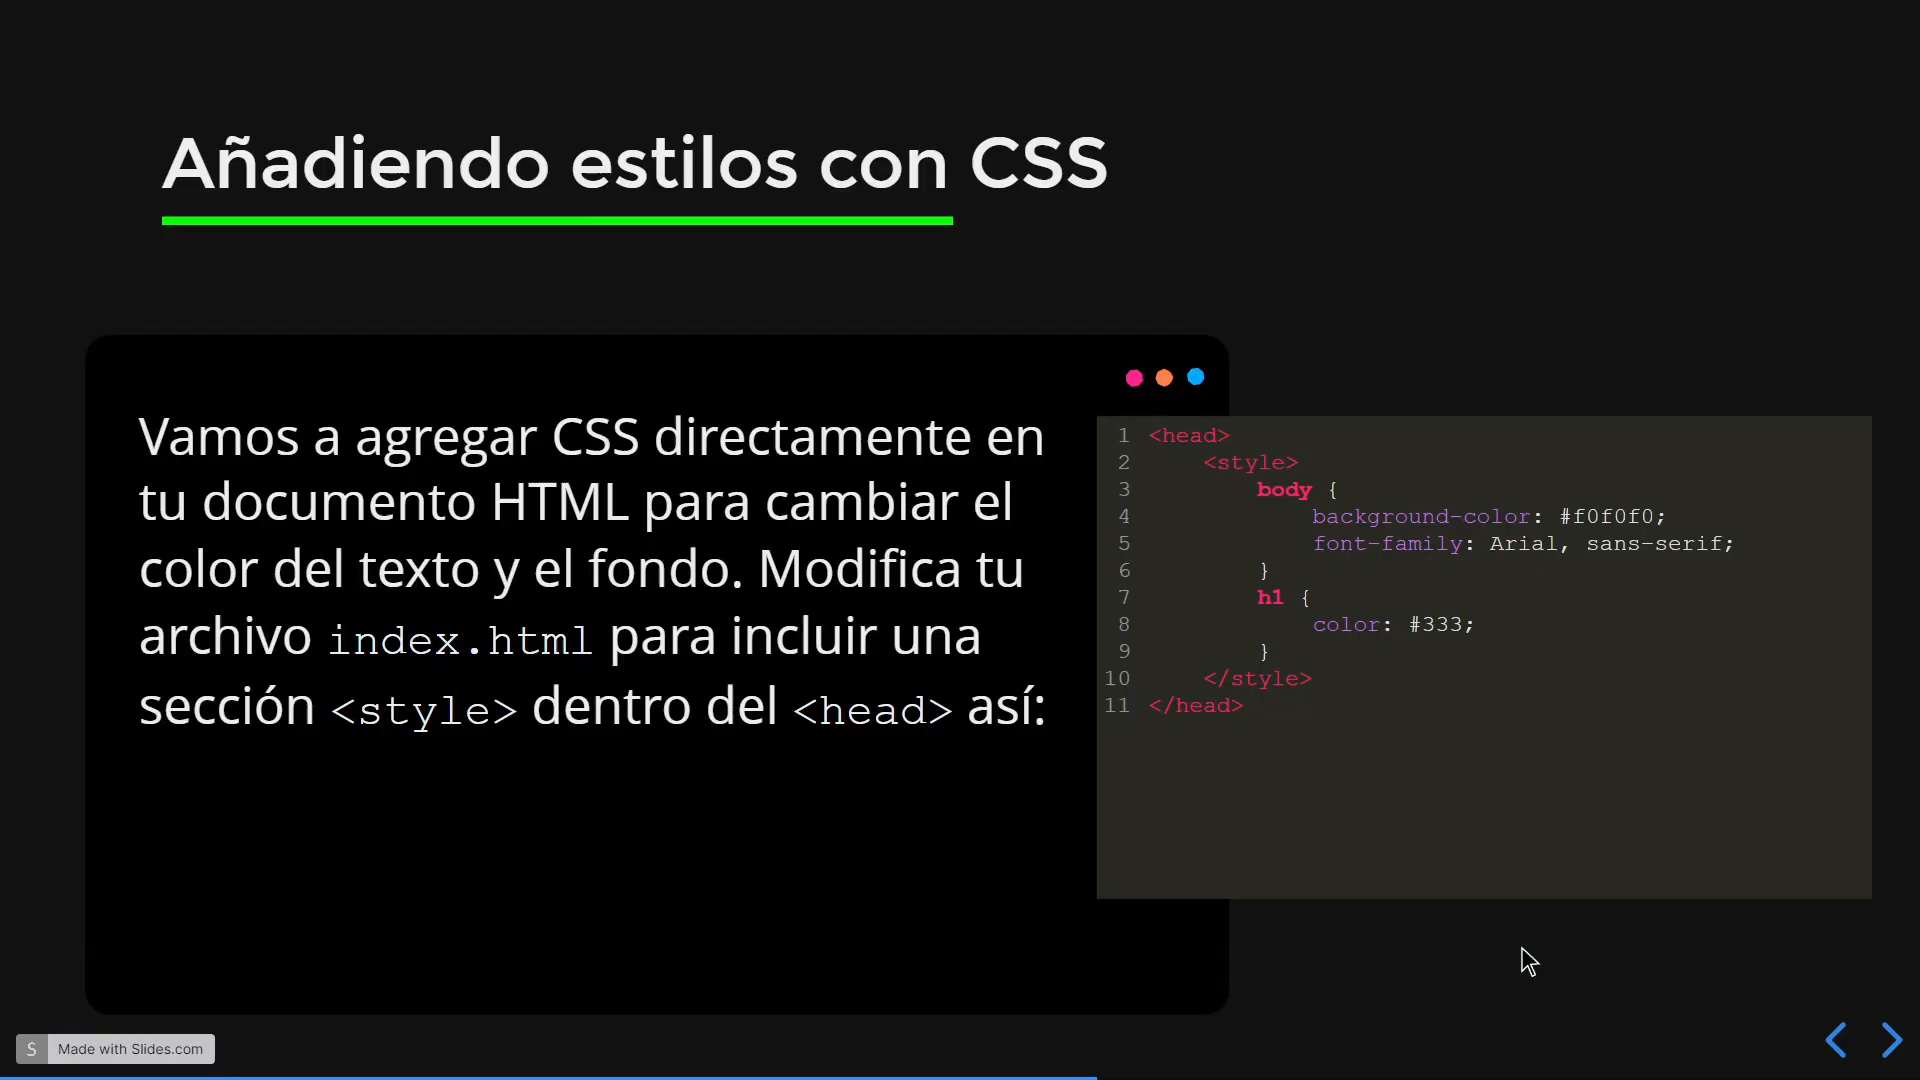 Añadiendo estilos con CSS
Vamos a agregar CSS directamente en
tu documento HTML para cambiar el
color del texto y el fondo. Modifica tu
archivo index.html para incluir una
sección <style> dentro del <head> así:
1 <head>
2     <style>
3         body {
4             background-color: #f0f0f0;
5             font-family: Arial, sans-serif;
6         }
7         h1 {
8             color: #333;
9         }
10     </style>
11 </head>
S Made with Slides.com